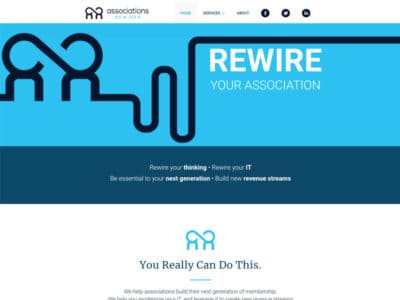 associations
REWIRED
HOME SERVICES ABOUT
REWIRE
YOUR ASSOCIATION
Rewire your thinking • Rewire your IT
Be essential to your next generation • Build new revenue streams
You Really Can Do This.
We help associations build their next generation of membership.
We help you modernize your IT, and leverage it to create new revenue streams